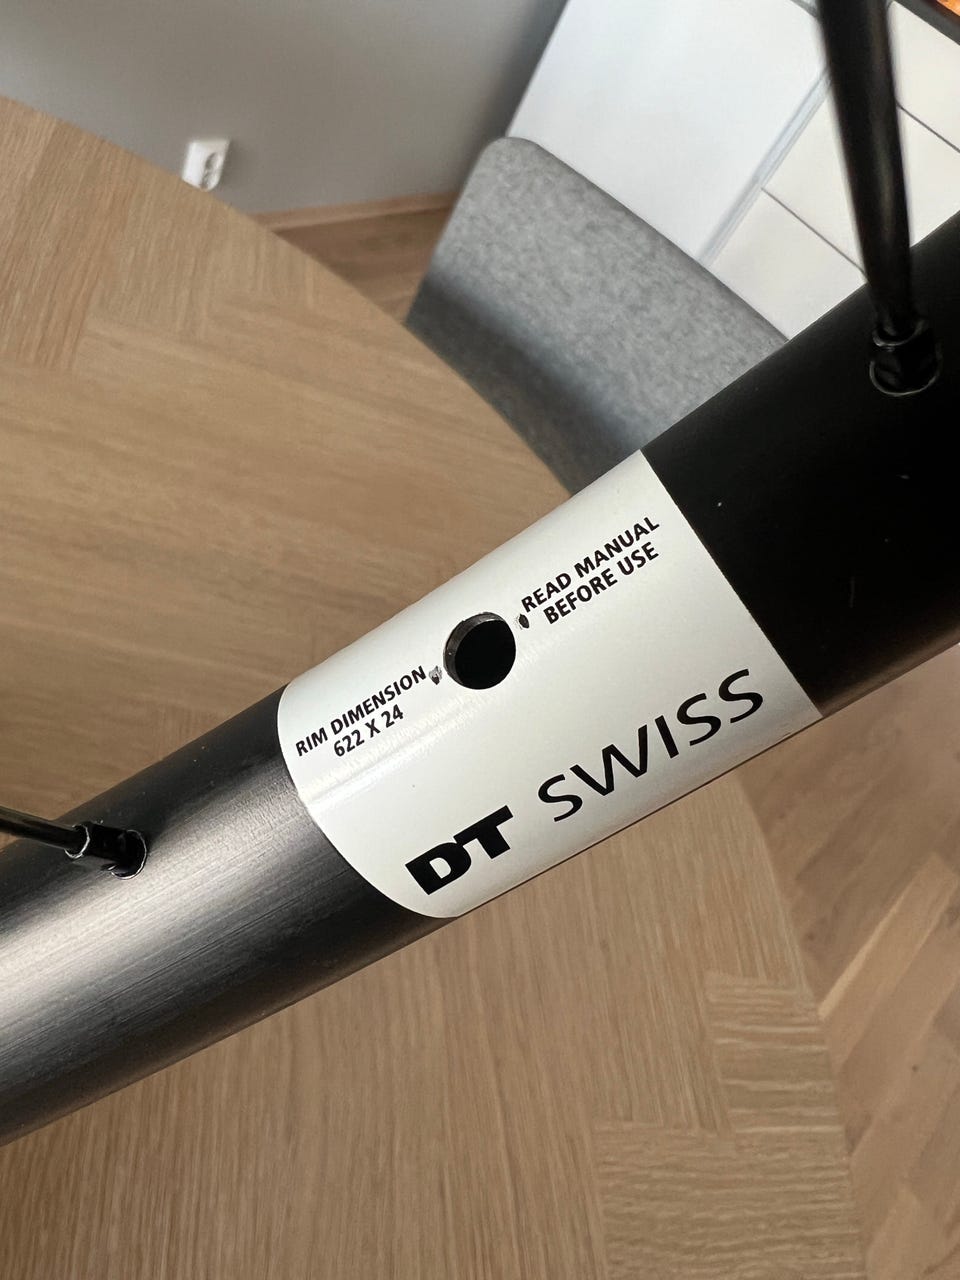 READ MANUAL
BEFORE USE
RIM DIMENSION
622 X 24
DT SWISS